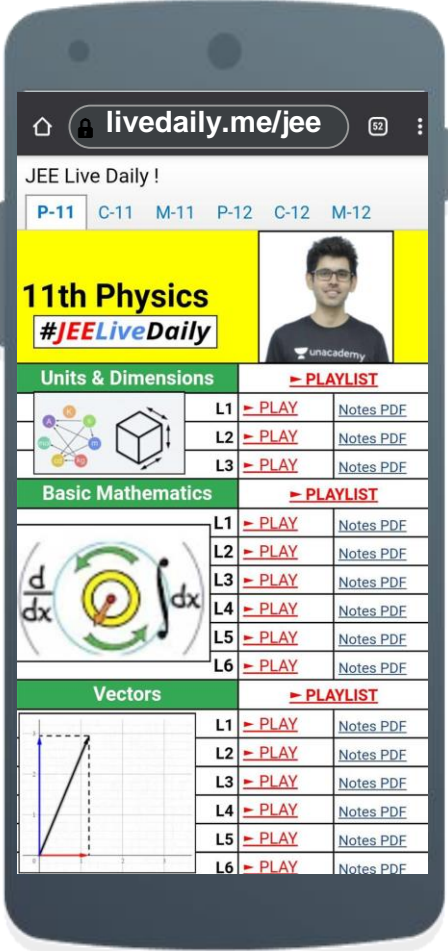 livedaily.me/jee
52
JEE Live Daily !
P-11 C-11 M-11 P-12 C-12 M-12
11th Physics
#JEELiveDaily
unacademy
Units & Dimensions ► PLAYLIST
L1 ► PLAY Notes PDF
L2 ► PLAY Notes PDF
L3 ► PLAY Notes PDF
Basic Mathematics ► PLAYLIST
L1 ► PLAY Notes PDF
L2 ► PLAY Notes PDF
L3 ► PLAY Notes PDF
L4 ► PLAY Notes PDF
L5 ► PLAY Notes PDF
L6 ► PLAY Notes PDF
d/dx ∫dx
Vectors ► PLAYLIST
L1 ► PLAY Notes PDF
L2 ► PLAY Notes PDF
L3 ► PLAY Notes PDF
L4 ► PLAY Notes PDF
L5 ► PLAY Notes PDF
L6 ► PLAY Notes PDF